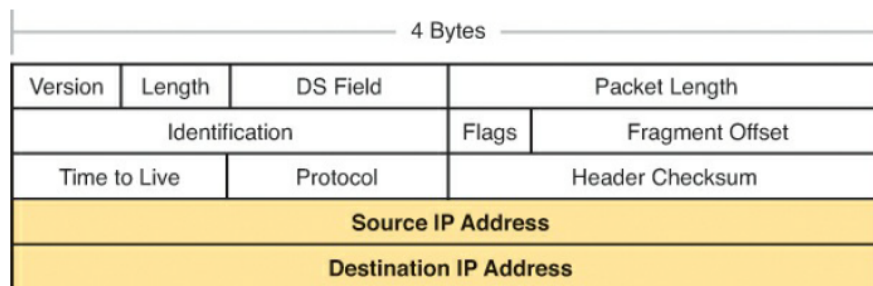 4 Bytes
Version Length DS Field Packet Length
Identification Flags Fragment Offset
Time to Live Protocol Header Checksum
Source IP Address
Destination IP Address